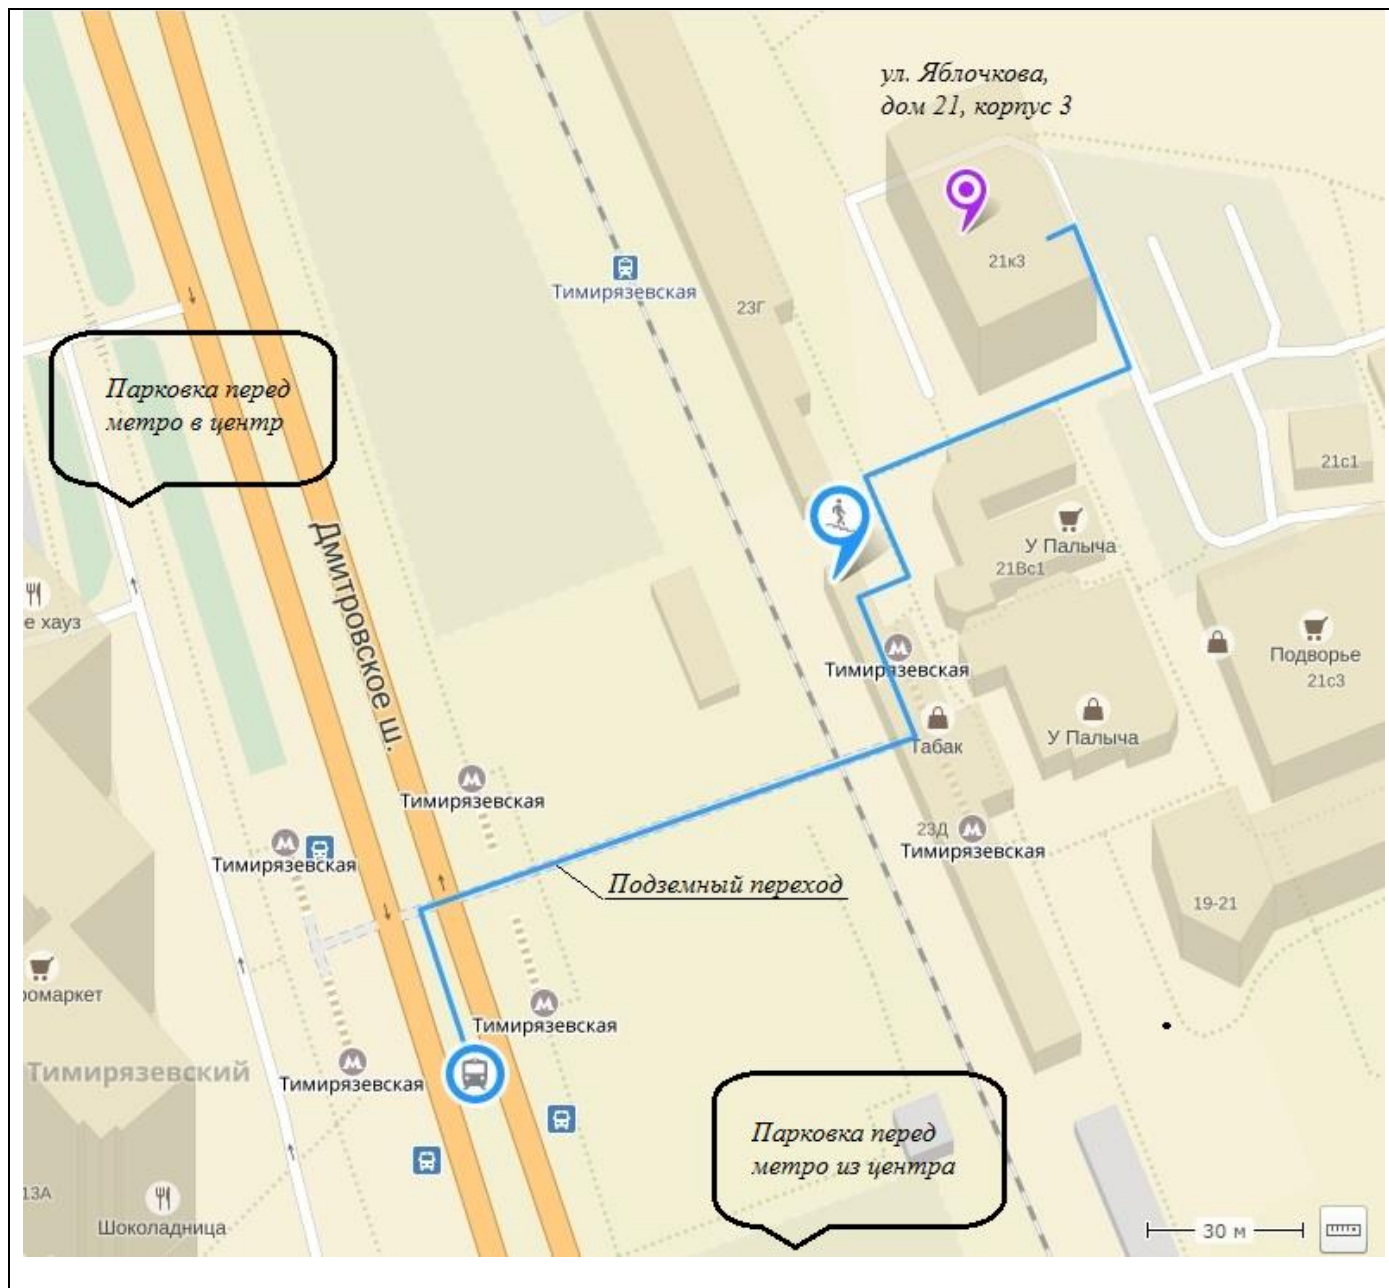 ул. Яблочкова,
дом 21, корпус 3
21к3
Тимирязевская
23Г
Парковка перед
метро в центр
21с1
У Палыча
21Вс1
Дмитровское ш.
е хауз
Тимирязевская
Подворье
21с3
Табак
У Палыча
Тимирязевская
23Д
Тимирязевская
Тимирязевская
Подземный переход
19-21
ромаркет
Тимирязевская
Тимирязевский
Тимирязевская
Парковка перед
метро из центра
13А
Шоколадница
30 м